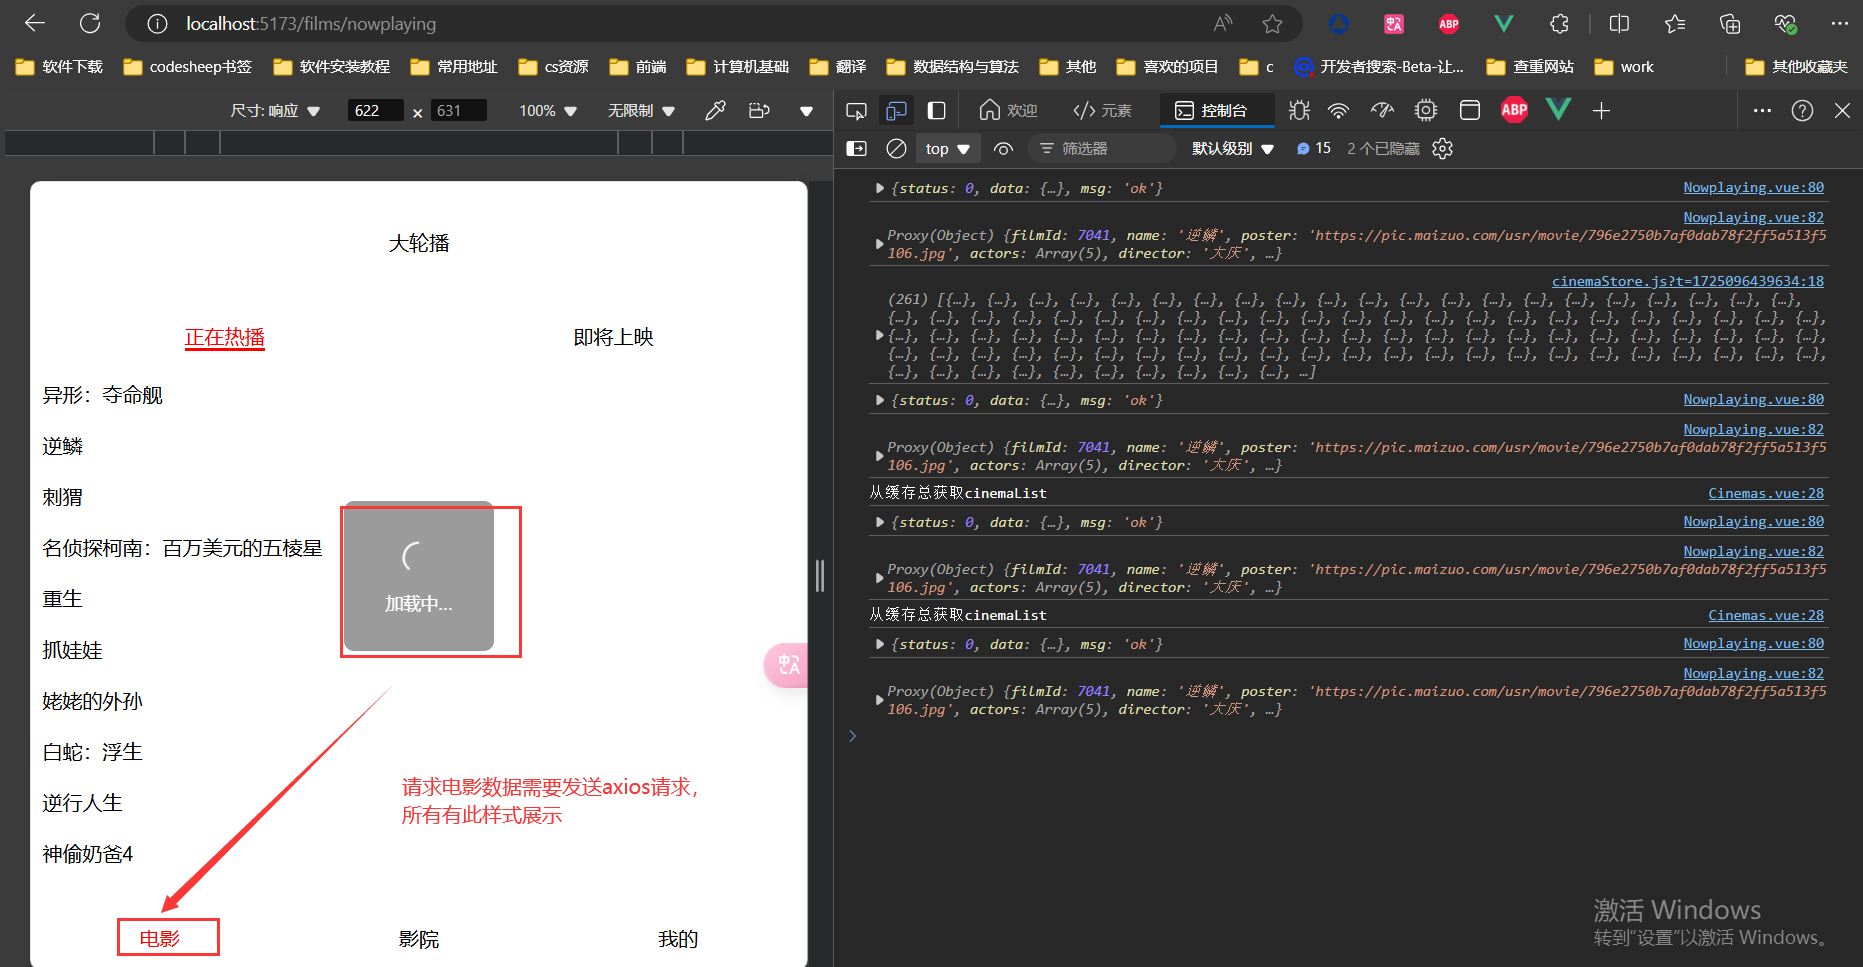 localhost:5173/films/nowplaying
软件下载 codesheep书签 软件安装教程 常用地址 cs资源 前端 计算机基础 翻译 数据结构与算法 其他 喜欢的项目 c 开发者搜索-Beta-让... 查重网站 work 其他收藏夹
尺寸: 响应 622 × 631 100% 无限制
欢迎 元素 控制台
top 筛选器 默认级别 15 2 个已隐藏
大轮播
正在热播 即将上映
异形：夺命舰
逆鳞
刺猬
名侦探柯南：百万美元的五棱星
重生
抓娃娃
姥姥的外孙
白蛇：浮生
逆行人生
神偷奶爸4
加载中...
请求电影数据需要发送axios请求，
所有有此样式展示
电影 影院 我的
{status: 0, data: {…}, msg: 'ok'} Nowplaying.vue:80
Nowplaying.vue:82
Proxy(Object) {filmId: 7041, name: '逆鳞', poster: 'https://pic.maizuo.com/usr/movie/796e2750b7af0dab78f2ff5a513f5
106.jpg', actors: Array(5), director: '大庆', …}
cinemaStore.js?t=1725096439634:18
(261) [{…}, {…}, {…}, {…}, {…}, {…}, {…}, {…}, {…}, {…}, {…}, {…}, {…}, {…}, {…}, {…}, {…}, {…}, {…}, {…}, {…},
{…}, {…}, {…}, {…}, {…}, {…}, {…}, {…}, {…}, {…}, {…}, {…}, {…}, {…}, {…}, {…}, {…}, {…}, {…}, {…}, {…}, {…}, {…},
{…}, {…}, {…}, {…}, {…}, {…}, {…}, {…}, {…}, {…}, {…}, {…}, {…}, {…}, {…}, {…}, {…}, {…}, {…}, {…}, {…}, {…}, {…},
{…}, {…}, {…}, {…}, {…}, {…}, {…}, {…}, {…}, {…}, {…}, {…}, {…}, {…}, {…}, {…}, {…}, {…}, {…}, {…}, {…}, {…}, {…},
{…}, {…}, {…}, {…}, {…}, {…}, {…}, {…}, {…}, {…}, …]
{status: 0, data: {…}, msg: 'ok'} Nowplaying.vue:80
Nowplaying.vue:82
Proxy(Object) {filmId: 7041, name: '逆鳞', poster: 'https://pic.maizuo.com/usr/movie/796e2750b7af0dab78f2ff5a513f5
106.jpg', actors: Array(5), director: '大庆', …}
从缓存总获取cinemaList Cinemas.vue:28
{status: 0, data: {…}, msg: 'ok'} Nowplaying.vue:80
Nowplaying.vue:82
Proxy(Object) {filmId: 7041, name: '逆鳞', poster: 'https://pic.maizuo.com/usr/movie/796e2750b7af0dab78f2ff5a513f5
106.jpg', actors: Array(5), director: '大庆', …}
从缓存总获取cinemaList Cinemas.vue:28
{status: 0, data: {…}, msg: 'ok'} Nowplaying.vue:80
Nowplaying.vue:82
Proxy(Object) {filmId: 7041, name: '逆鳞', poster: 'https://pic.maizuo.com/usr/movie/796e2750b7af0dab78f2ff5a513f5
106.jpg', actors: Array(5), director: '大庆', …}
激活 Windows
转到“设置”以激活 Windows。